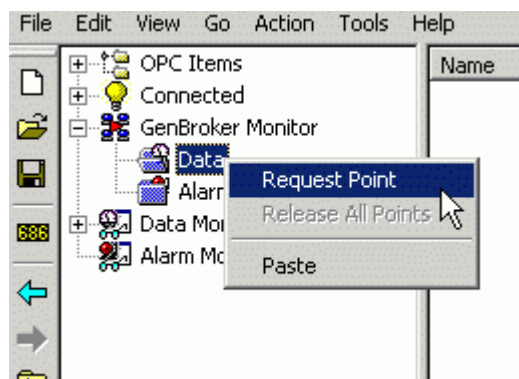 File Edit View Go Action Tools Help
Name
OPC Items
Connected
GenBroker Monitor
Data
Request Point
Alarm
Release All Points
686
Data Mo
Paste
Alarm Mo